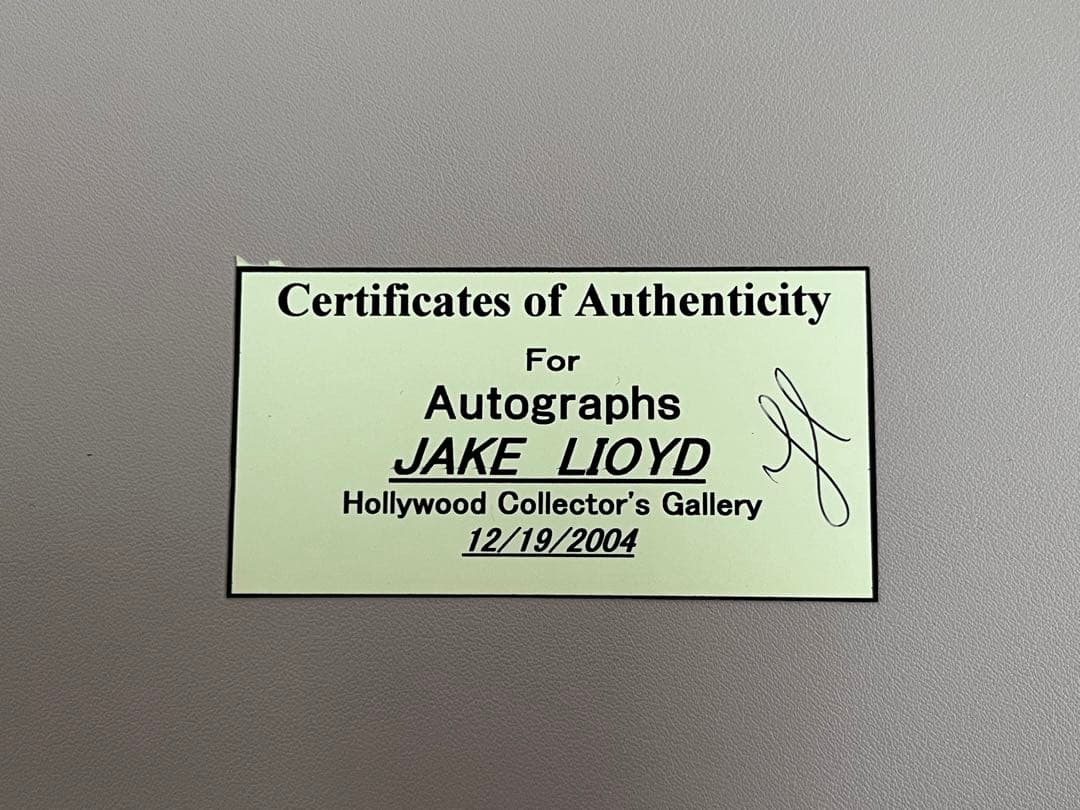 Certificates of Authenticity
For
Autographs
JAKE LIOYD
Hollywood Collector's Gallery
12/19/2004